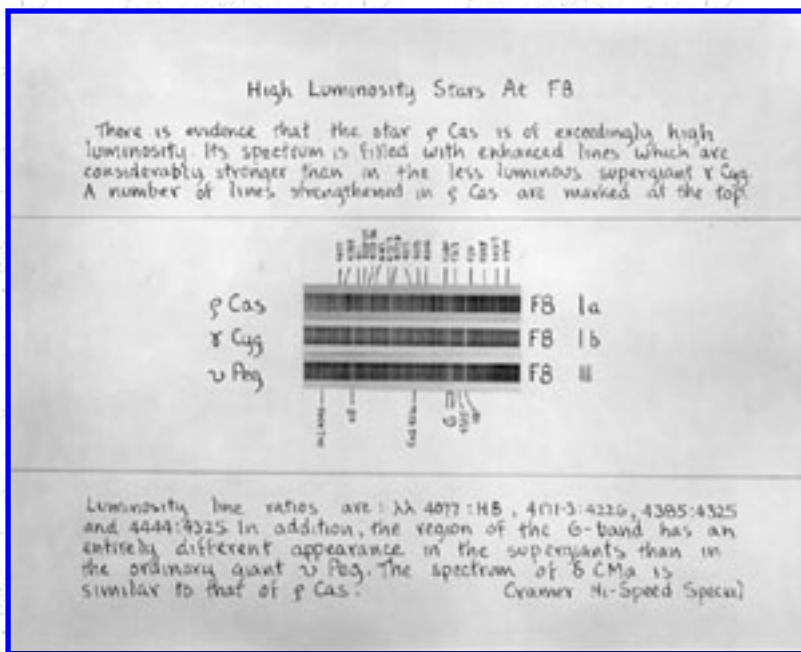 High Luminosity Stars At F8
There is evidence that the star ρ Cas is of exceedingly high
luminosity. Its spectrum is filled with enhanced lines which are
considerably stronger than in the less luminous supergiant γ Cyg.
A number of lines strengthened in ρ Cas are marked at the top.
ρ Cas F8 Ia
γ Cyg F8 Ib
υ Peg F8 III
Luminosity line ratios are: λλ 4077:Hδ, 4171-3:4226, 4385:4325
and 4444:4325. In addition, the region of the G-band has an
entirely different appearance in the supergiants than in
the ordinary giant υ Peg. The spectrum of δ CMa is
similar to that of ρ Cas.
Cramer Hi-Speed Special